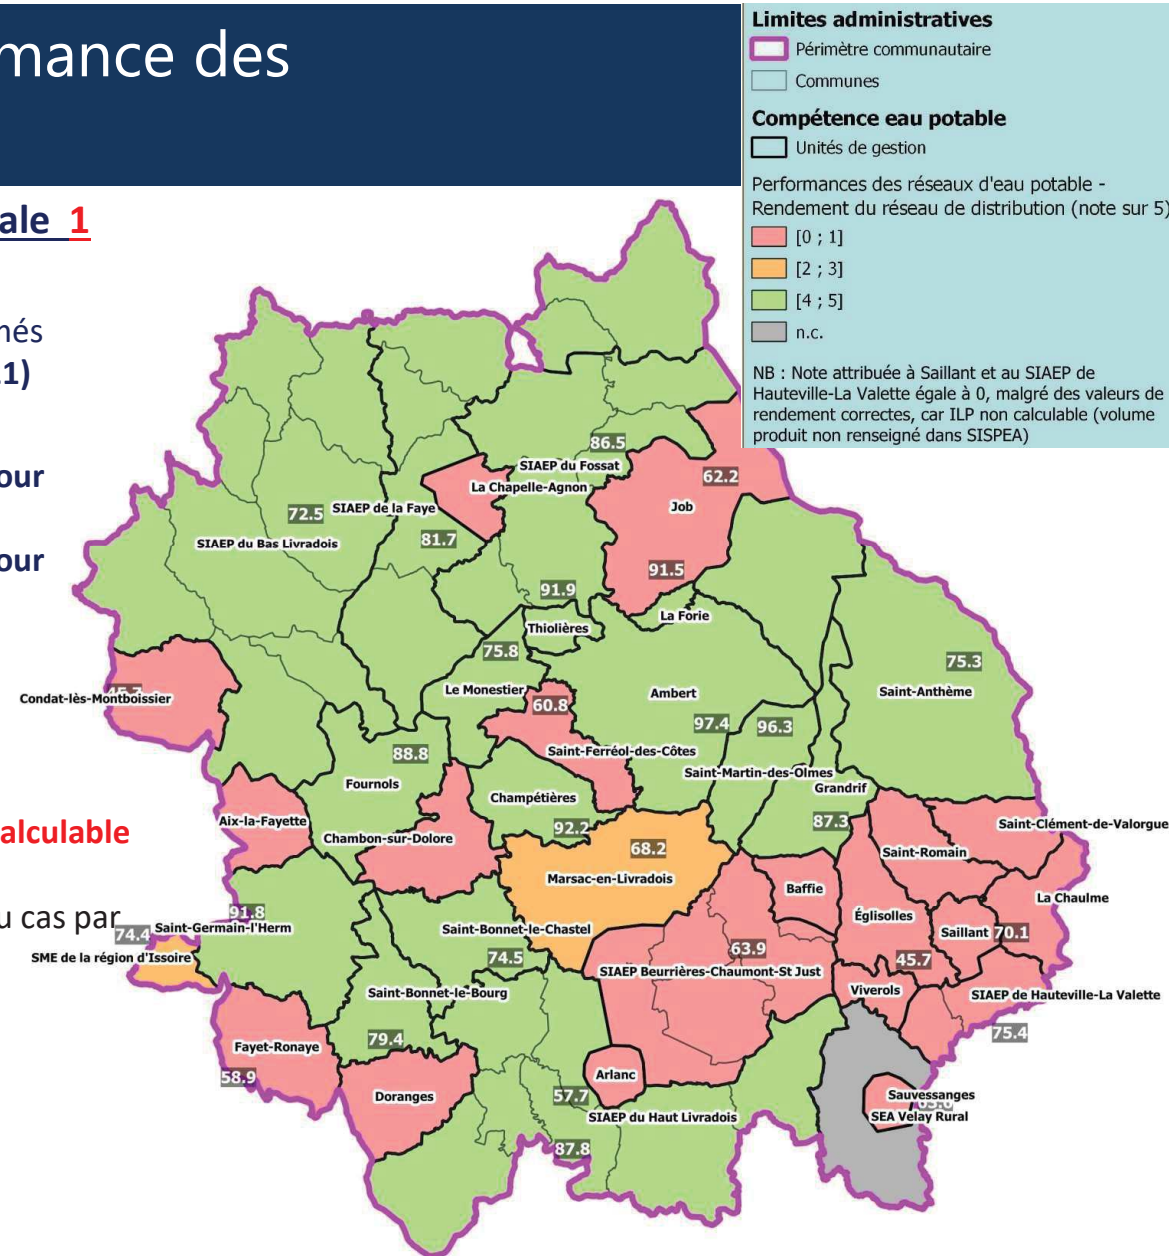 mance des
ale 1
nés
.1)
our
our
alculable
u cas par
Limites administratives
Périmètre communautaire
Communes
Compétence eau potable
Unités de gestion
Performances des réseaux d'eau potable -
Rendement du réseau de distribution (note sur 5)
[0 ; 1]
[2 ; 3]
[4 ; 5]
n.c.
NB : Note attribuée à Saillant et au SIAEP de
Hauteville-La Valette égale à 0, malgré des valeurs de
rendement correctes, car ILP non calculable (volume
produit non renseigné dans SISPEA)
86.5
SIAEP du Fossat
62.2
La Chapelle-Agnon
Job
72.5
SIAEP de la Faye
81.7
SIAEP du Bas Livradois
91.5
91.9
La Forie
Thiolières
75.8
75.3
Le Monestier
Ambert
Saint-Anthème
Condat-lès-Montboissier
60.8
97.4
96.3
88.8
Saint-Ferréol-des-Côtes
Fournols
Saint-Martin-des-Olmes
Grandrif
Champétières
Aix-la-Fayette
92.2
87.3
Saint-Clément-de-Valorgue
Chambon-sur-Dolore
68.2
Saint-Romain
Marsac-en-Livradois
Baffie
La Chaulme
91.8
Églisolles
74.4
Saint-Germain-l'Herm
Saint-Bonnet-le-Chastel
Saillant
70.1
SME de la région d'Issoire
74.5
63.9
45.7
SIAEP Beurrières-Chaumont-St Just
Saint-Bonnet-le-Bourg
Viverols
SIAEP de Hauteville-La Valette
79.4
75.4
Fayet-Ronaye
58.9
Arlanc
Doranges
57.7
Sauvessanges
SIAEP du Haut Livradois
SEA Velay Rural
87.8